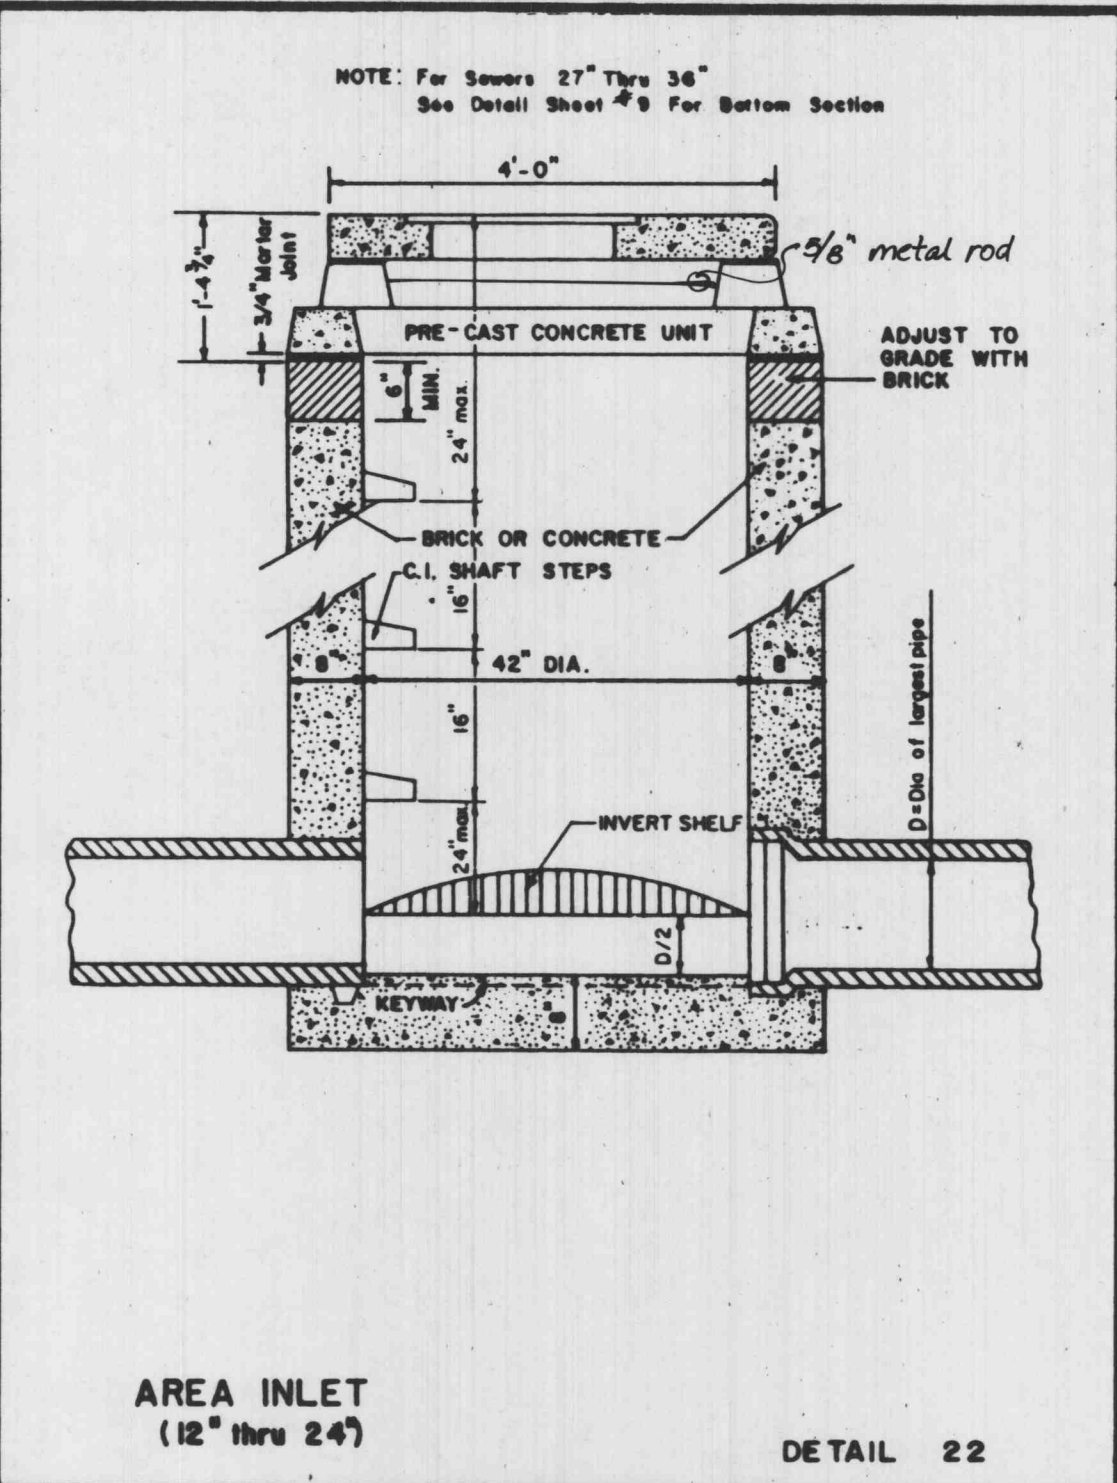 NOTE: For Sewers 27" Thru 36"
See Detail Sheet #9 For Bottom Section
4'-0"
1'-4 3/4"
3/4" Mortar
Joint
5/8" metal rod
PRE-CAST CONCRETE UNIT
ADJUST TO
GRADE WITH
BRICK
6"
MIN.
24" max.
BRICK OR CONCRETE
C.I. SHAFT STEPS
16"
8"
42" DIA.
8"
16"
D=Dia of largest pipe
24" max.
INVERT SHELF
D/2
KEYWAY
8"
AREA INLET
(12" thru 24")
DETAIL 22